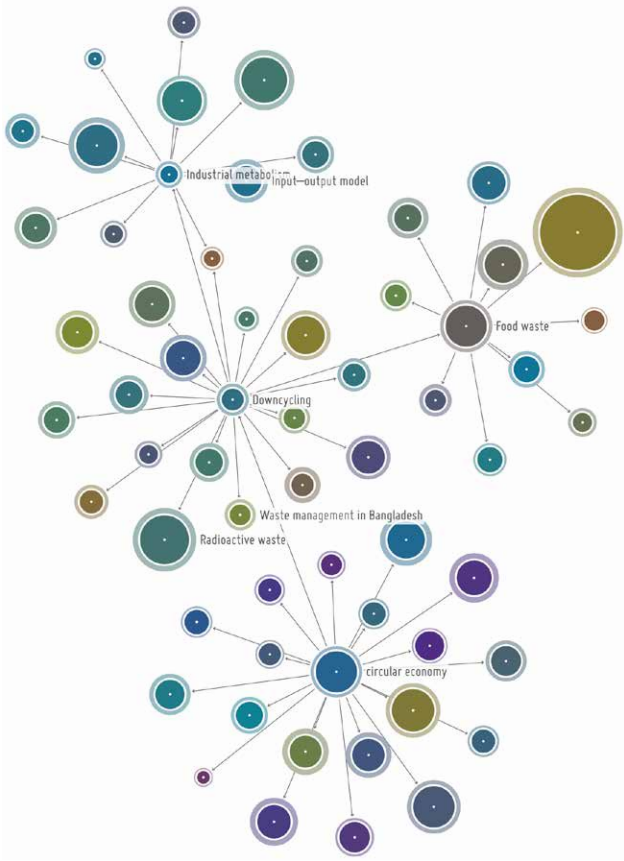 Industrial metabolism
Input—output model
Food waste
Downcycling
Waste management in Bangladesh
Radioactive waste
circular economy